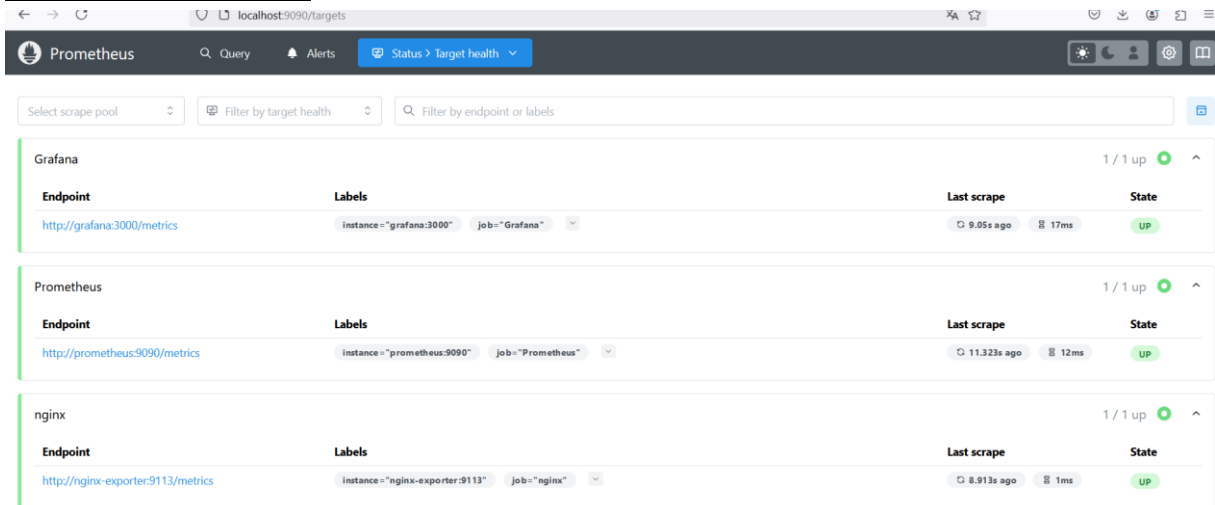 localhost:9090/targets
Prometheus Query Alerts Status > Target health
Select scrape pool Filter by target health Filter by endpoint or labels
Grafana 1 / 1 up
Endpoint Labels Last scrape State
http://grafana:3000/metrics instance="grafana:3000" job="Grafana" 9.05s ago 17ms UP
Prometheus 1 / 1 up
Endpoint Labels Last scrape State
http://prometheus:9090/metrics instance="prometheus:9090" job="Prometheus" 11.323s ago 12ms UP
nginx 1 / 1 up
Endpoint Labels Last scrape State
http://nginx-exporter:9113/metrics instance="nginx-exporter:9113" job="nginx" 8.913s ago 1ms UP